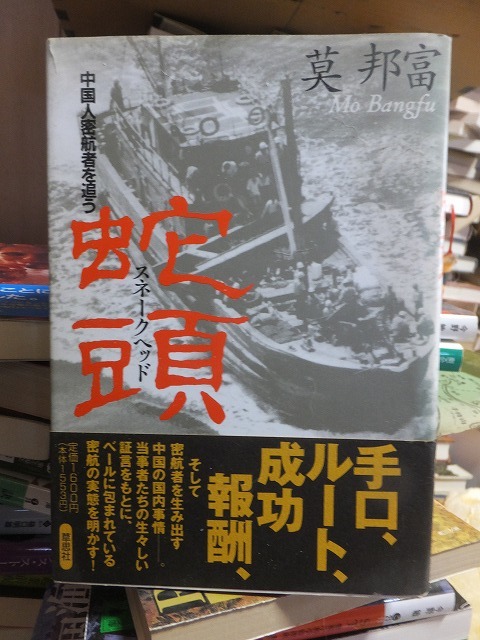 莫 邦富
Mo Bangfu
中国人密航者を追う
蛇頭
スネークヘッド
手口、
ルート、
成功
報酬、
そして
密航者を生み出す
中国の国内事情──。
当事者たちの生々しい
証言をもとに、
ベールに包まれている
密航の実態を明かす!
定価1600円
(本体1553円)
草思社